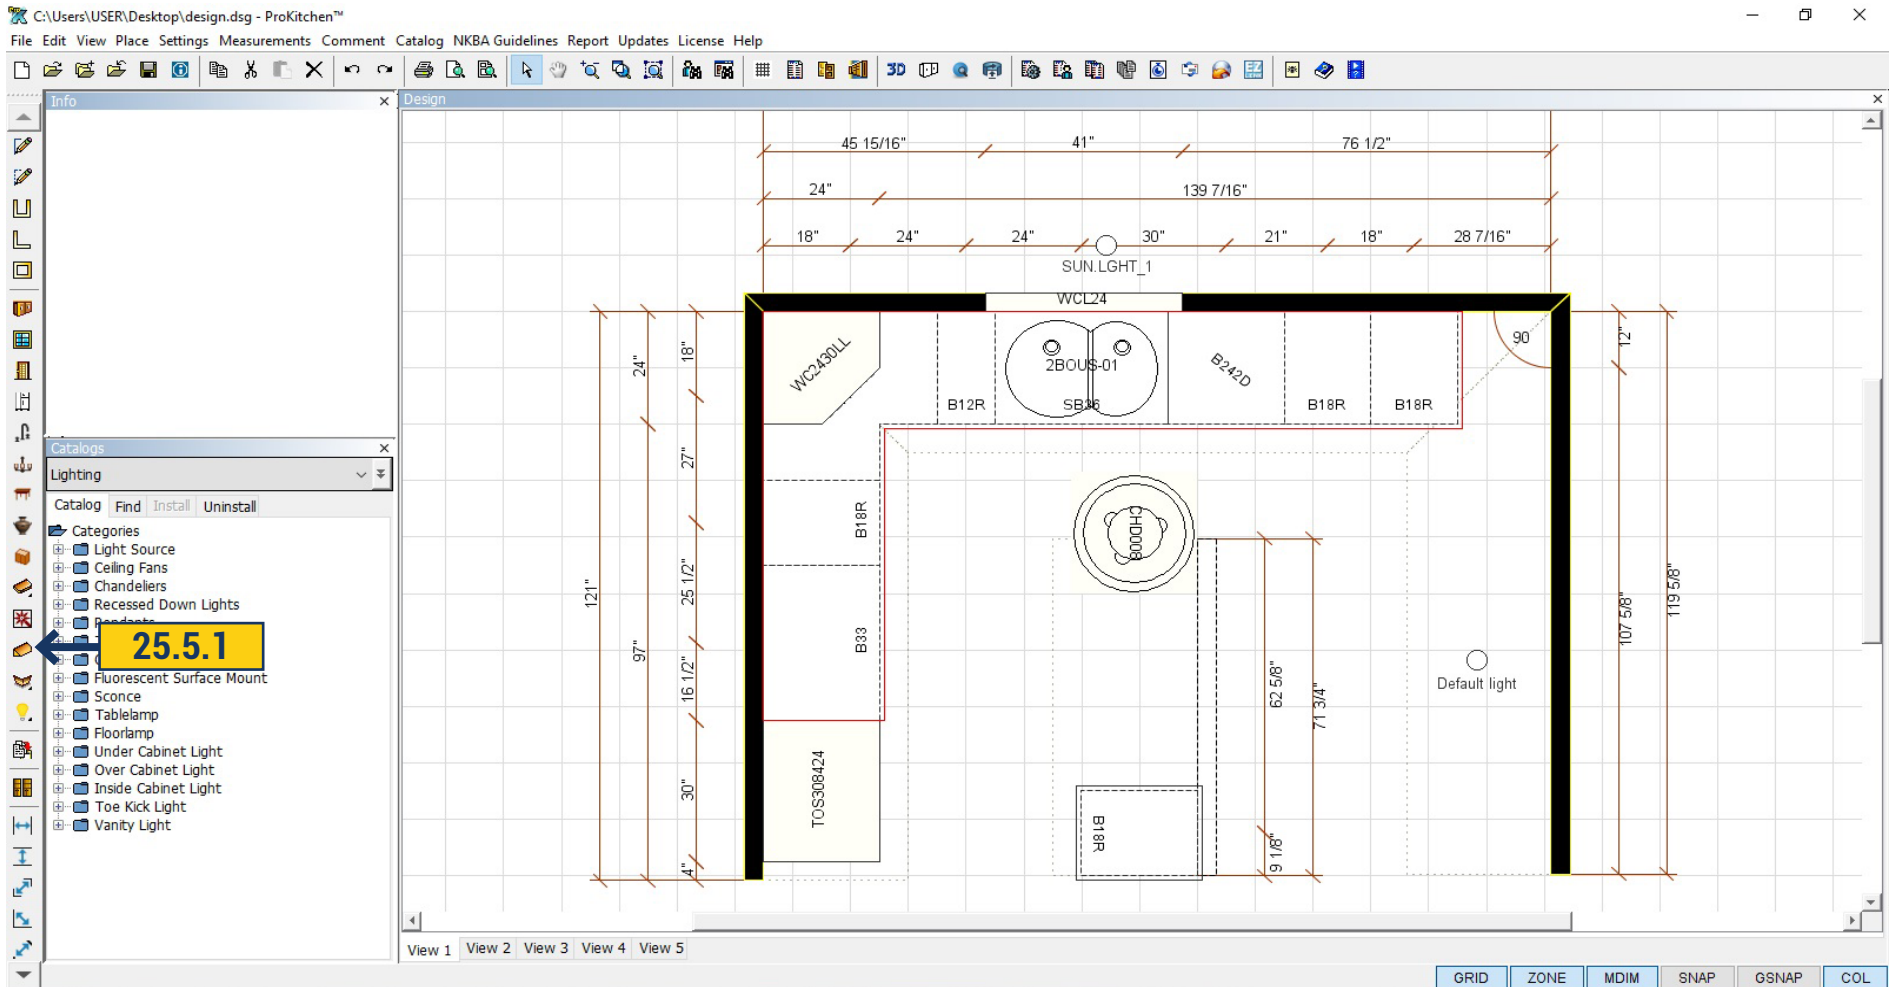 C:\Users\USER\Desktop\design.dsg - ProKitchen™
File Edit View Place Settings Measurements Comment Catalog NKBA Guidelines Report Updates License Help
3D
EZ
Info
Design
45 15/16" 41" 76 1/2"
24" 139 7/16"
18" 24" 24" 30" 21" 18" 28 7/16"
SUN.LGHT_1
WCL24
WC2430LL
2BOUS-01
B242D
90
B12R SB36 B18R B18R
24"
18"
12"
27"
B18R
CHD008
121"
25 1/2"
B33
97"
16 1/2"
62 5/8"
71 3/4"
107 5/8"
119 5/8"
Default light
TOS308424
30"
B18R
9 1/8"
4"
Catalogs
Lighting
Catalog Find Install Uninstall
Categories
Light Source
Ceiling Fans
Chandeliers
Recessed Down Lights
Pendants
25.5.1
Fluorescent Surface Mount
Sconce
Tablelamp
Floorlamp
Under Cabinet Light
Over Cabinet Light
Inside Cabinet Light
Toe Kick Light
Vanity Light
View 1 View 2 View 3 View 4 View 5
GRID ZONE MDIM SNAP GSNAP COL